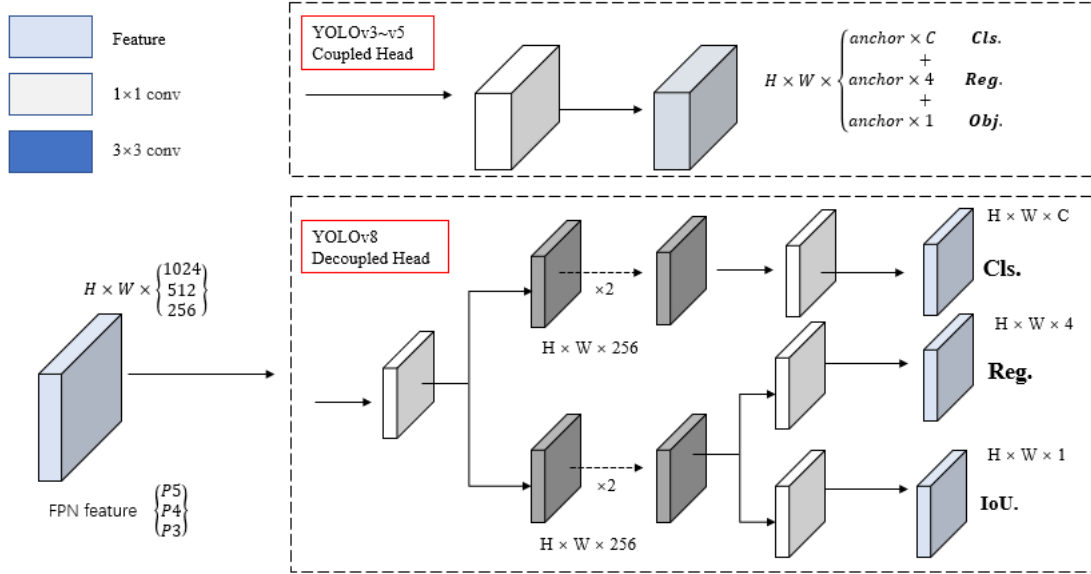 Feature
1×1 conv
3×3 conv
YOLOv3~v5
Coupled Head
H × W × { anchor × C Cls.
+
anchor × 4 Reg.
+
anchor × 1 Obj.
H × W × {1024
512
256}
FPN feature {P5
P4
P3}
YOLOv8
Decoupled Head
×2
H × W × 256
H × W × C
Cls.
H × W × 4
Reg.
×2
H × W × 256
H × W × 1
IoU.